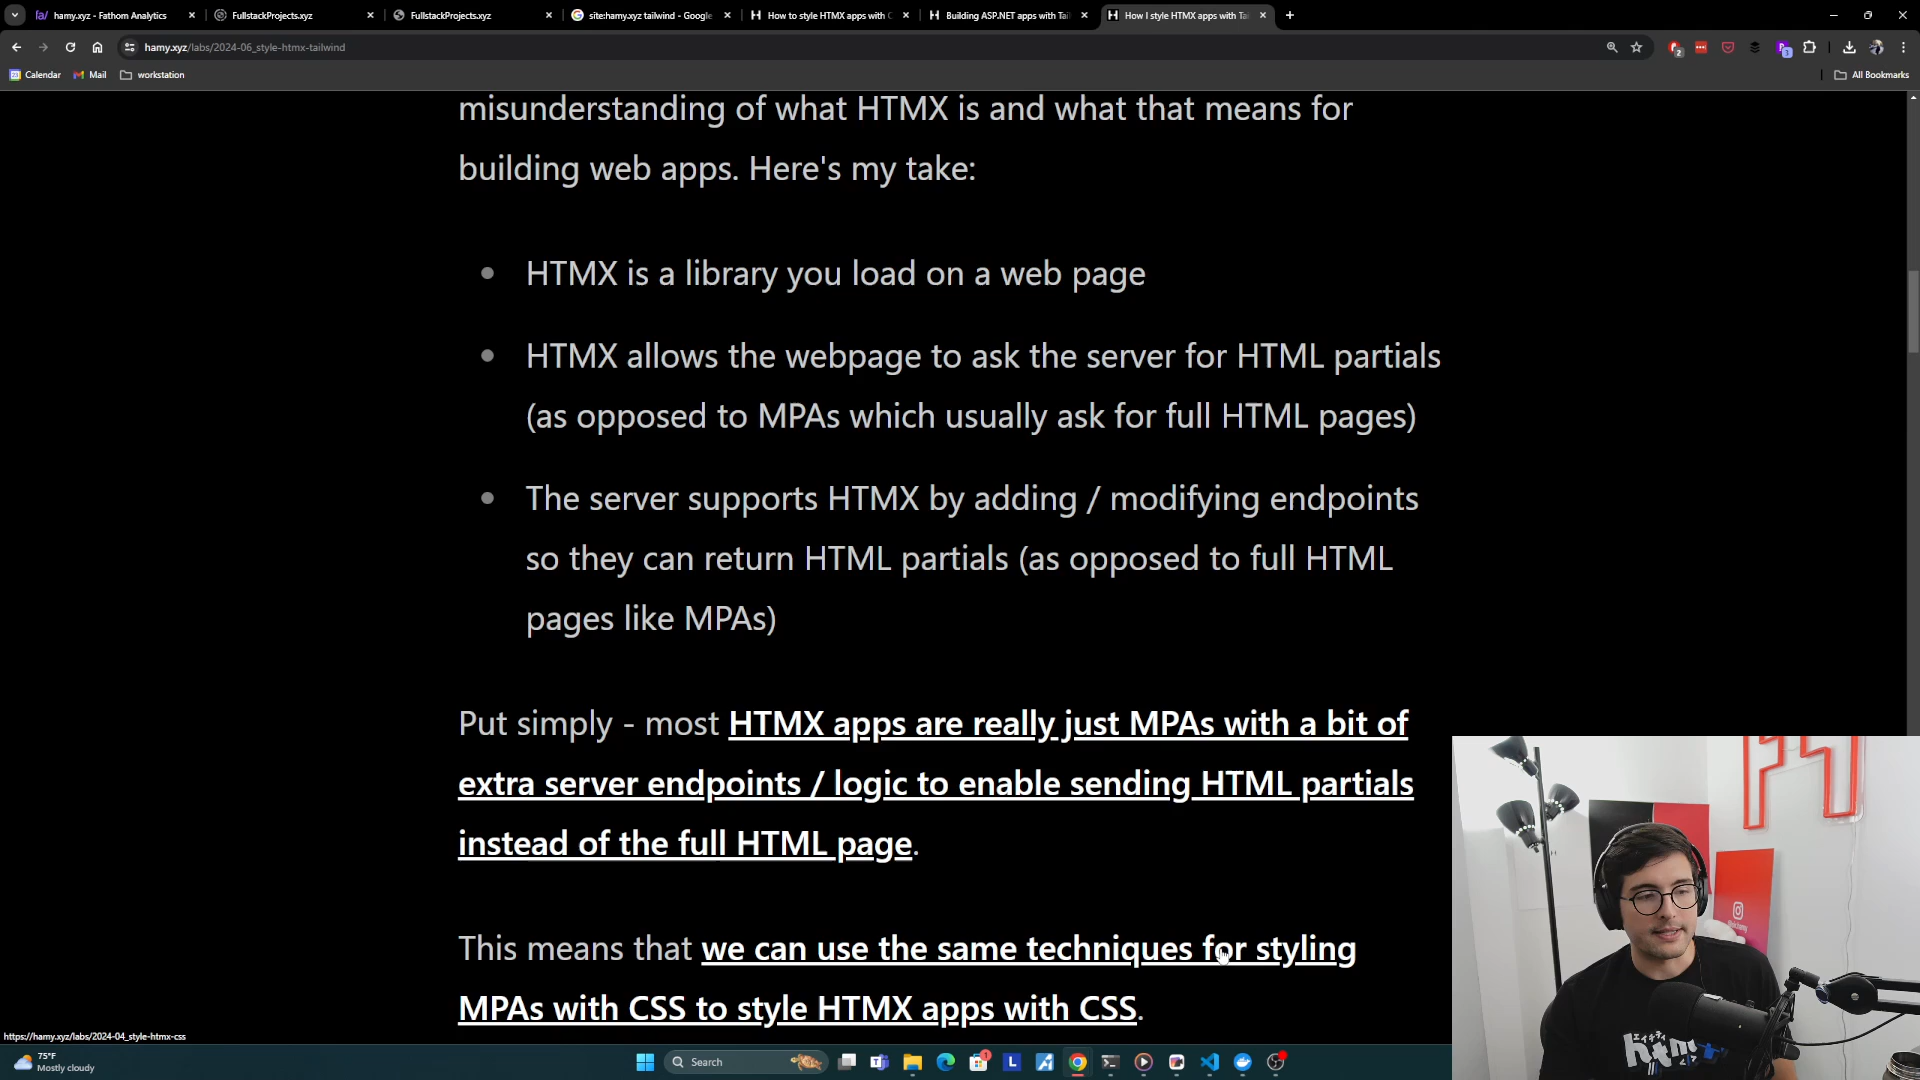 hamy.xyz - Fathom Analytics
FullstackProjects.xyz
FullstackProjects.xyz
site:hamy.xyz tailwind - Google
How to style HTMX apps with C
Building ASP.NET apps with Tai
How I style HTMX apps with Tai
hamy.xyz/labs/2024-06_style-htmx-tailwind
Calendar
Mail
workstation
All Bookmarks
misunderstanding of what HTMX is and what that means for
building web apps. Here's my take:
HTMX is a library you load on a web page
HTMX allows the webpage to ask the server for HTML partials
(as opposed to MPAs which usually ask for full HTML pages)
The server supports HTMX by adding / modifying endpoints
so they can return HTML partials (as opposed to full HTML
pages like MPAs)
Put simply - most HTMX apps are really just MPAs with a bit of
extra server endpoints / logic to enable sending HTML partials
instead of the full HTML page.
This means that we can use the same techniques for styling
MPAs with CSS to style HTMX apps with CSS.
https://hamy.xyz/labs/2024-04_style-htmx-css
75°F
Mostly cloudy
Search